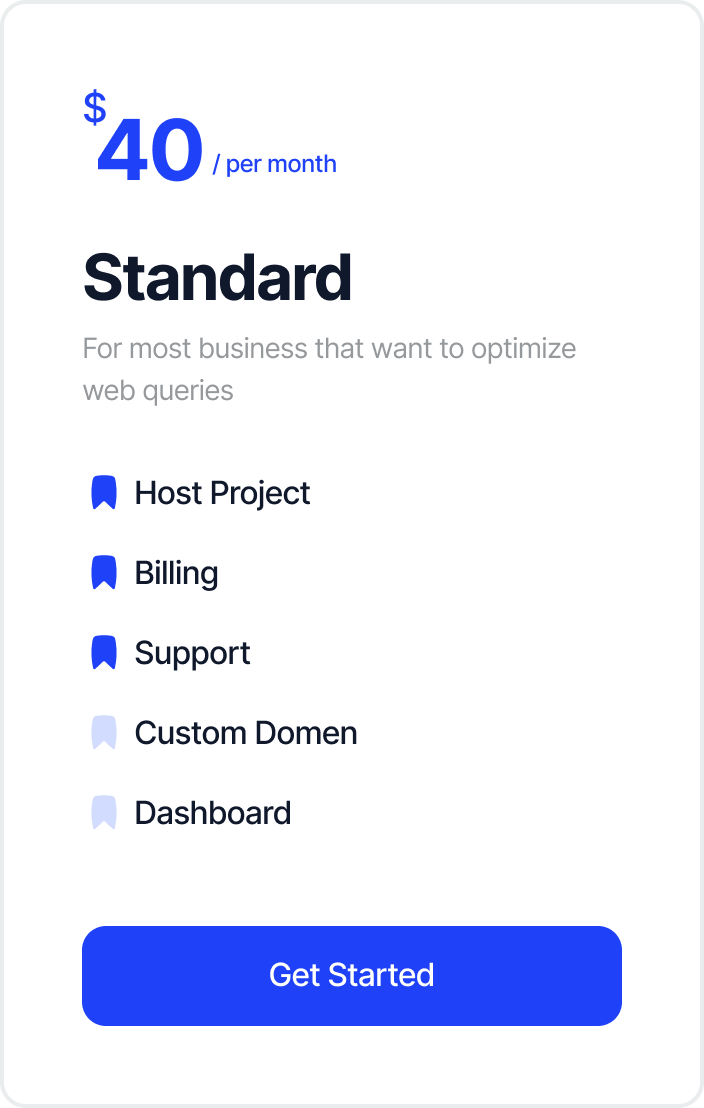 $40 / per month
Standard
For most business that want to optimize
web queries
Host Project
Billing
Support
Custom Domen
Dashboard
Get Started